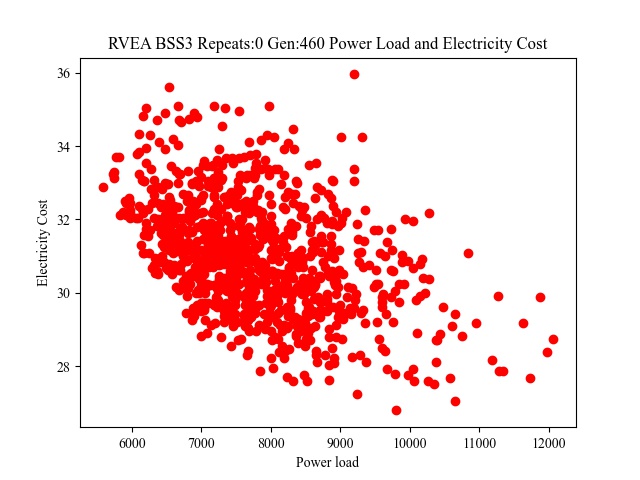 RVEA BSS3 Repeats:0 Gen:460 Power Load and Electricity Cost
36
34
32
30
28
Electricity Cost
6000 7000 8000 9000 10000 11000 12000
Power load